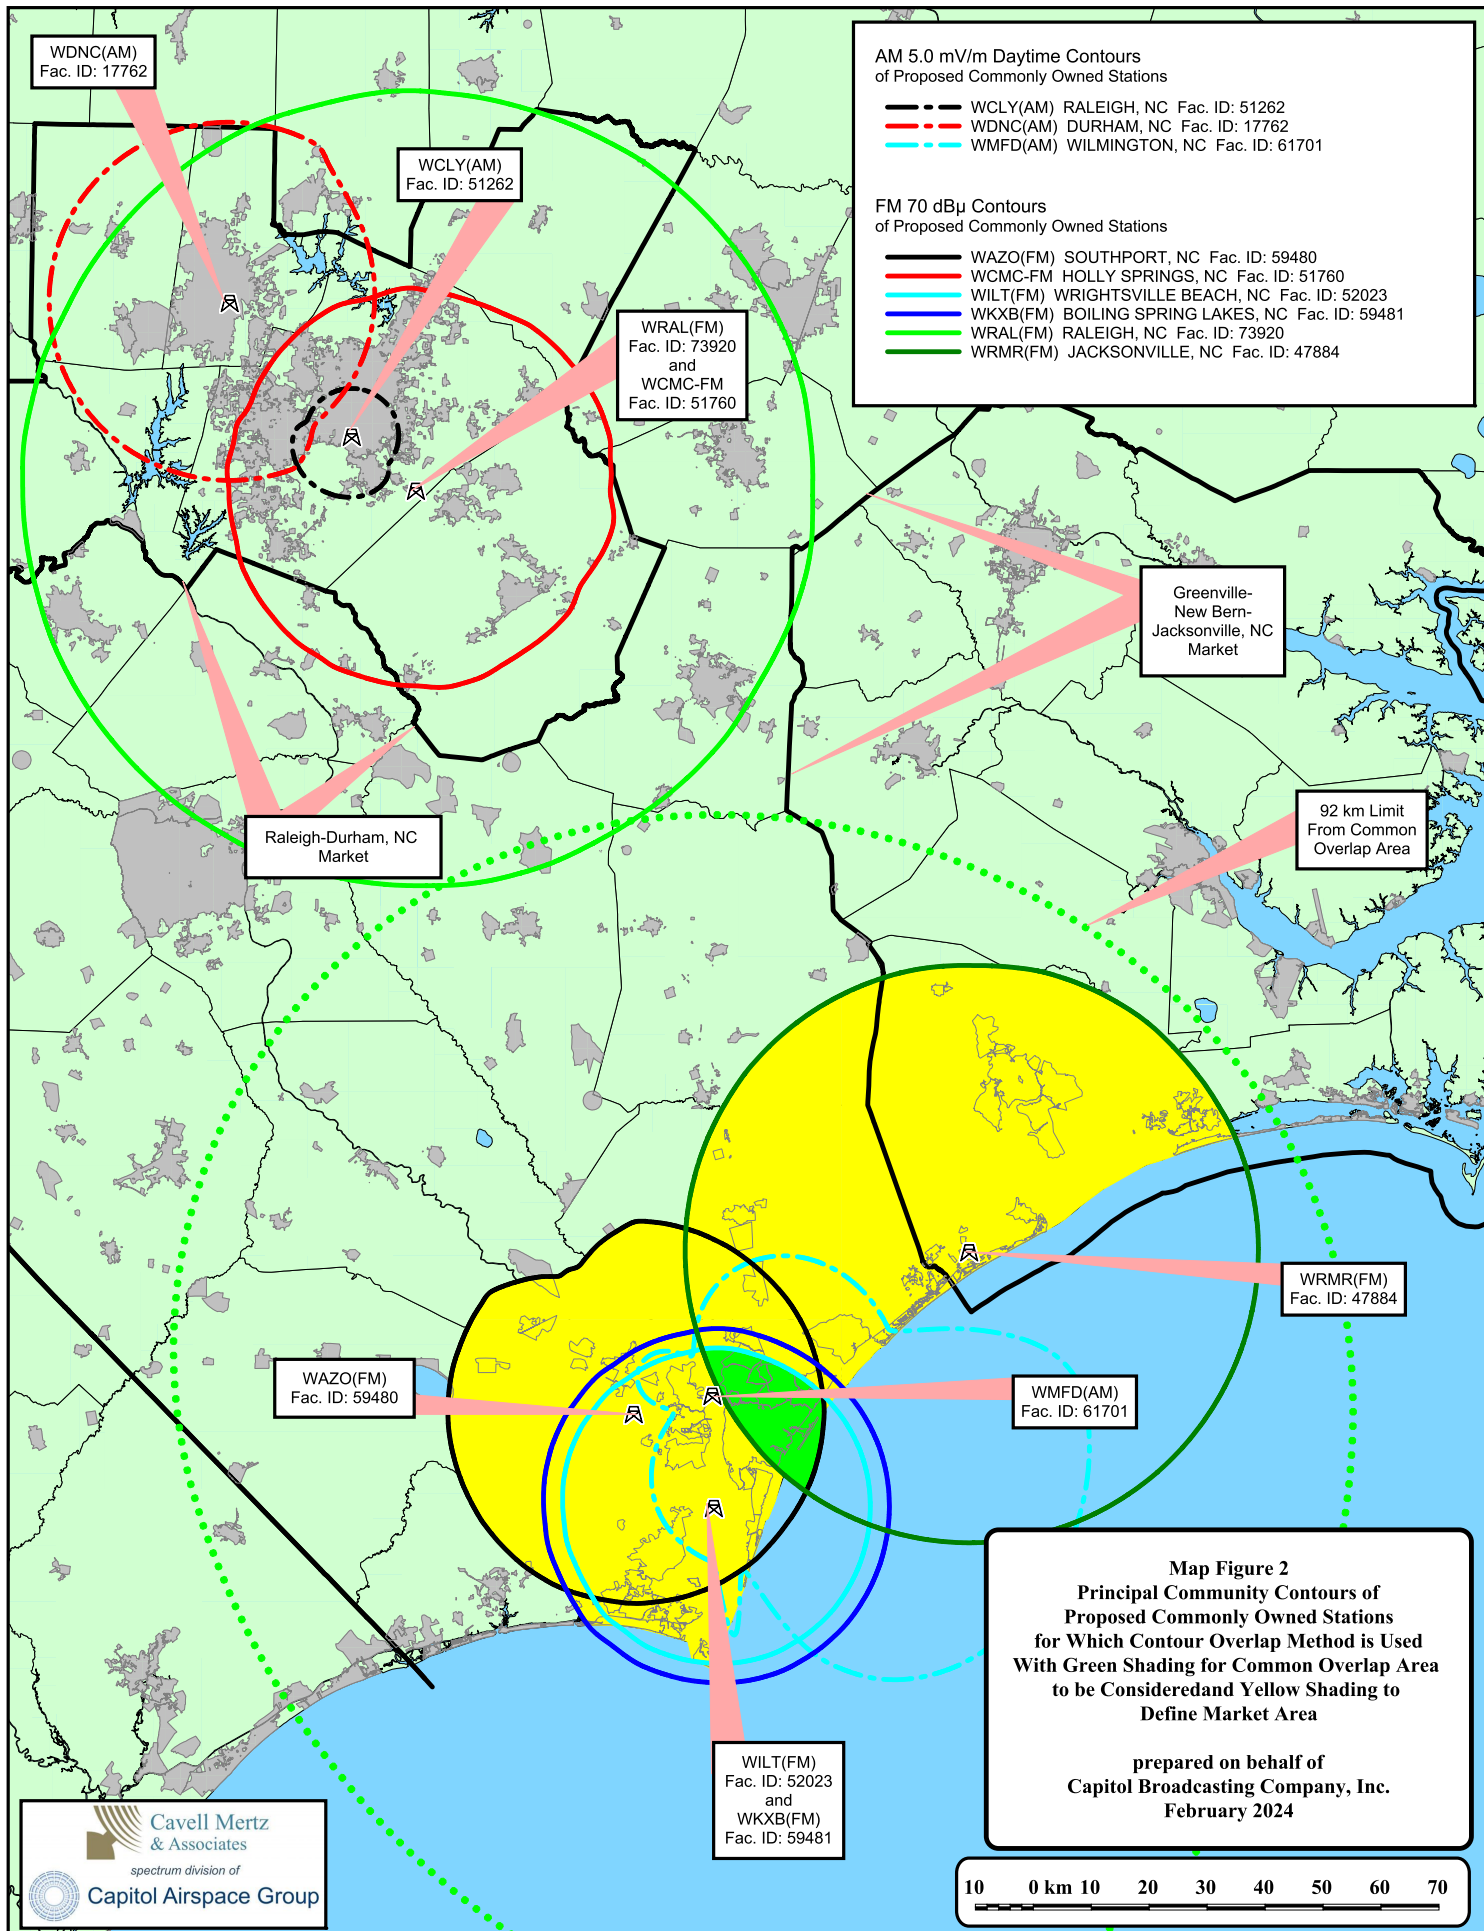 WDNC(AM)
Fac. ID: 17762
WCLY(AM)
Fac. ID: 51262
WRAL(FM)
Fac. ID: 73920
and
WCMC-FM
Fac. ID: 51760
AM 5.0 mV/m Daytime Contours
of Proposed Commonly Owned Stations
WCLY(AM) RALEIGH, NC Fac. ID: 51262
WDNC(AM) DURHAM, NC Fac. ID: 17762
WMFD(AM) WILMINGTON, NC Fac. ID: 61701
FM 70 dBµ Contours
of Proposed Commonly Owned Stations
WAZO(FM) SOUTHPORT, NC Fac. ID: 59480
WCMC-FM HOLLY SPRINGS, NC Fac. ID: 51760
WILT(FM) WRIGHTSVILLE BEACH, NC Fac. ID: 52023
WKXB(FM) BOILING SPRING LAKES, NC Fac. ID: 59481
WRAL(FM) RALEIGH, NC Fac. ID: 73920
WRMR(FM) JACKSONVILLE, NC Fac. ID: 47884
Greenville-
New Bern-
Jacksonville, NC
Market
92 km Limit
From Common
Overlap Area
Raleigh-Durham, NC
Market
WRMR(FM)
Fac. ID: 47884
WAZO(FM)
Fac. ID: 59480
WMFD(AM)
Fac. ID: 61701
WILT(FM)
Fac. ID: 52023
and
WKXB(FM)
Fac. ID: 59481
Map Figure 2
Principal Community Contours of
Proposed Commonly Owned Stations
for Which Contour Overlap Method is Used
With Green Shading for Common Overlap Area
to be Consideredand Yellow Shading to
Define Market Area
prepared on behalf of
Capitol Broadcasting Company, Inc.
February 2024
Cavell Mertz
& Associates
spectrum division of
Capitol Airspace Group
10 0 km 10 20 30 40 50 60 70